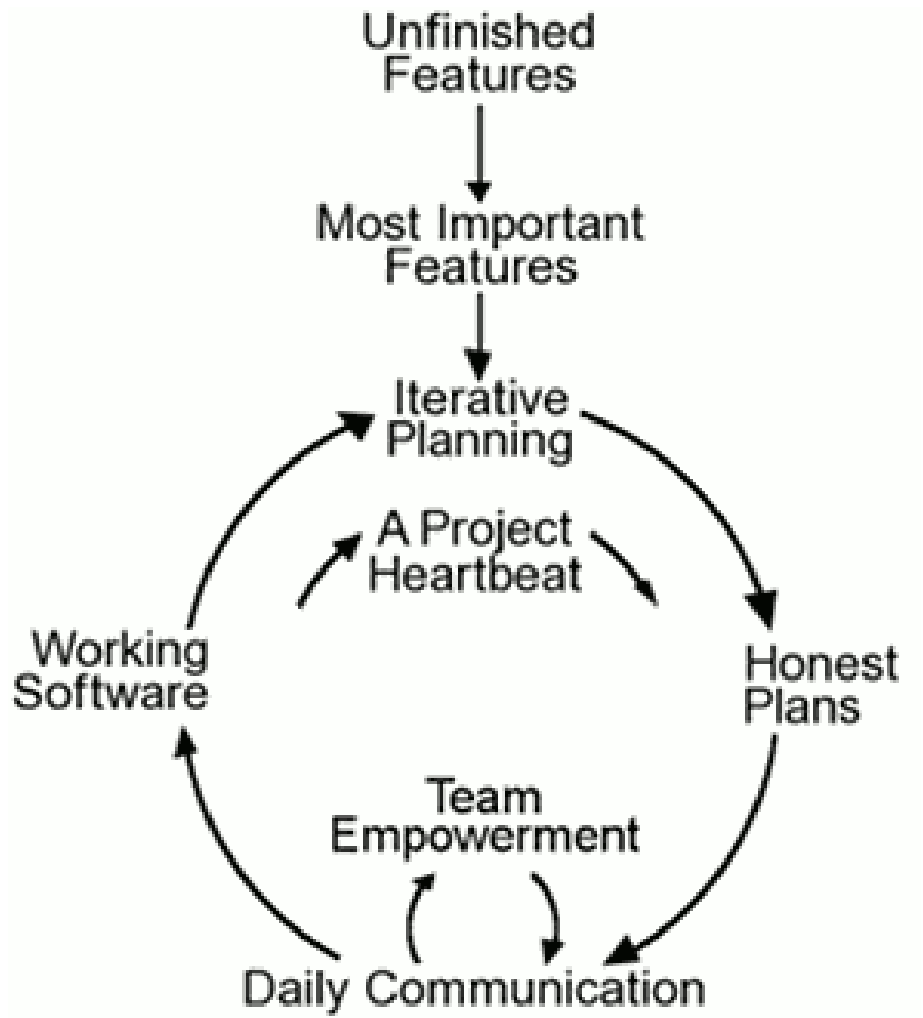 Unfinished
Features
Most Important
Features
Iterative
Planning
A Project
Heartbeat
Working
Software
Honest
Plans
Team
Empowerment
Daily Communication